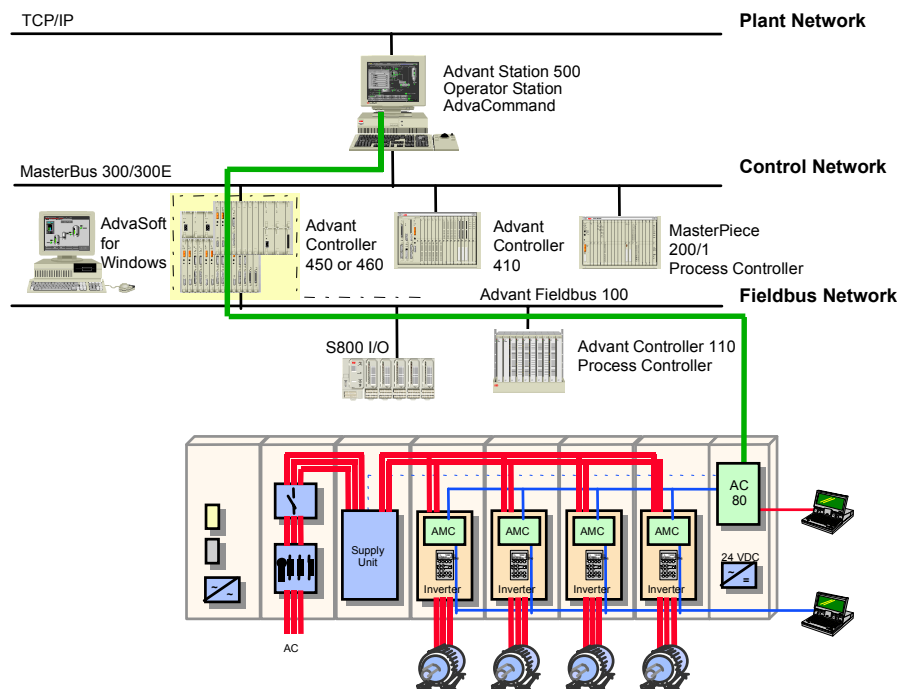 TCP/IP
Plant Network
Advant Station 500
Operator Station
AdvaCommand
MasterBus 300/300E
Control Network
AdvaSoft
for
Windows
Advant
Controller
450 or 460
Advant
Controller
410
MasterPiece
200/1
Process Controller
Advant Fieldbus 100
Fieldbus Network
S800 I/O
Advant Controller 110
Process Controller
AC
80
AMC
AMC
AMC
AMC
Supply
Unit
24 VDC
Inverter
Inverter
Inverter
Inverter
AC